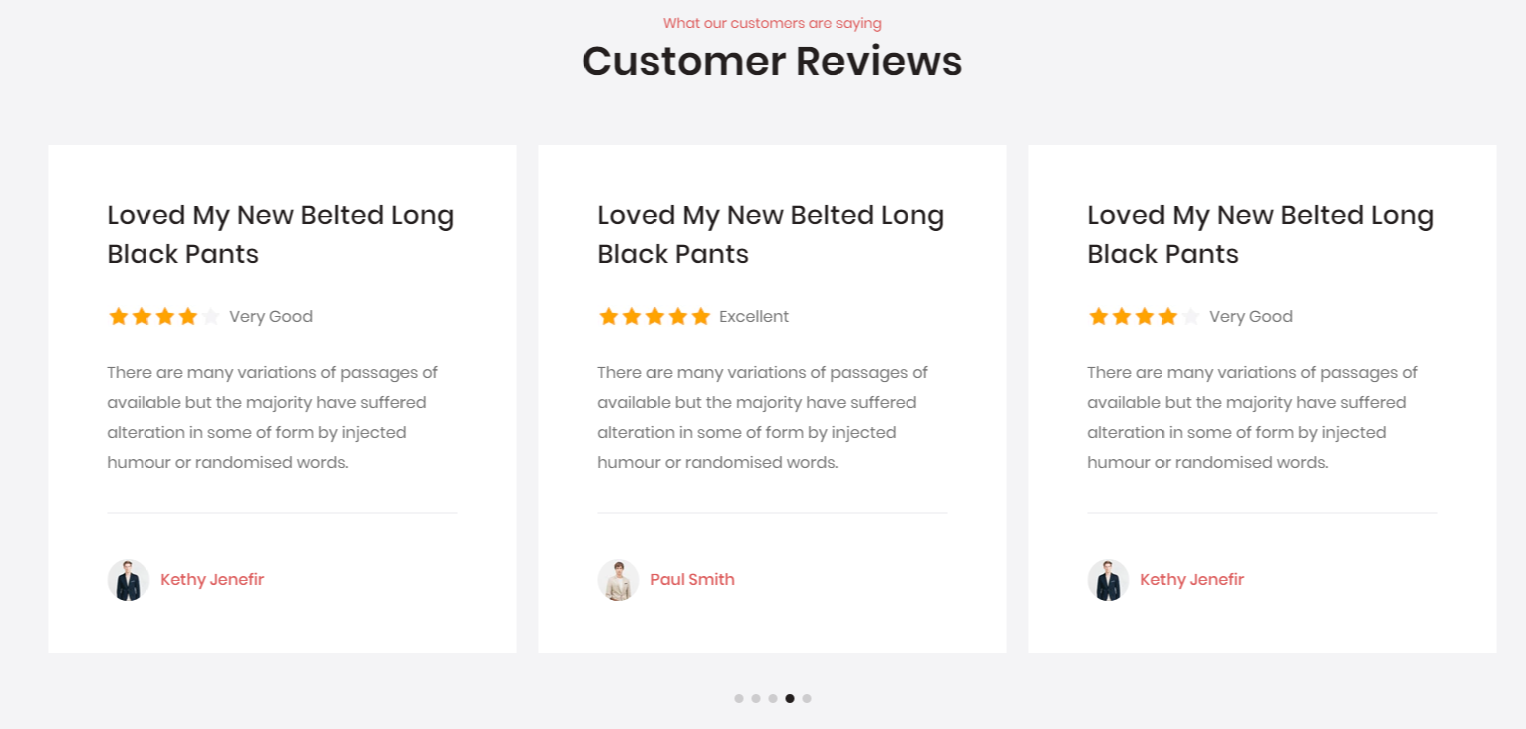 What our customers are saying
Customer Reviews
Loved My New Belted Long
Black Pants
Very Good
There are many variations of passages of
available but the majority have suffered
alteration in some of form by injected
humour or randomised words.
Kethy Jenefir
Loved My New Belted Long
Black Pants
Excellent
There are many variations of passages of
available but the majority have suffered
alteration in some of form by injected
humour or randomised words.
Paul Smith
Loved My New Belted Long
Black Pants
Very Good
There are many variations of passages of
available but the majority have suffered
alteration in some of form by injected
humour or randomised words.
Kethy Jenefir